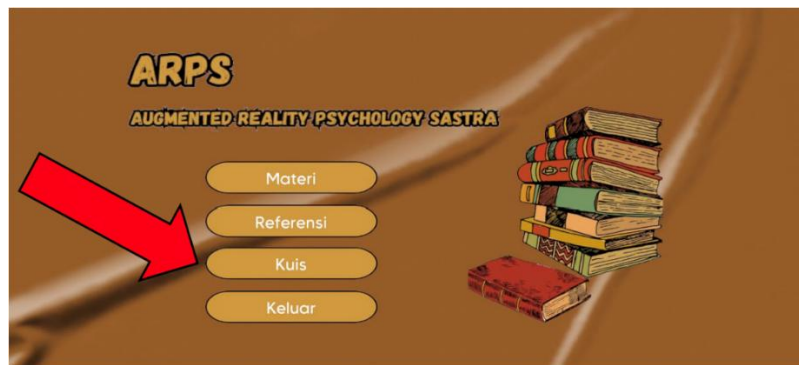 ARPS
AUGMENTED REALITY PSYCHOLOGY SASTRA
Materi
Referensi
Kuis
Keluar